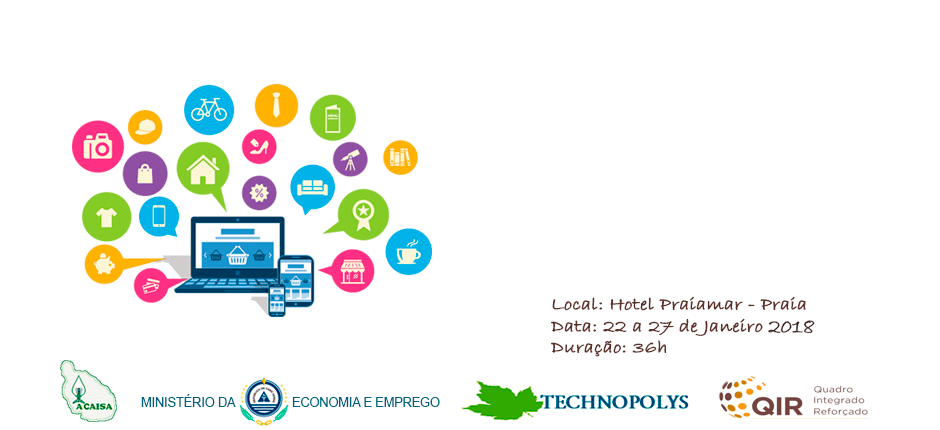 Local: Hotel Praiamar - Praia
Data: 22 a 27 de Janeiro 2018
Duração: 36h
ACAISA
MINISTÉRIO DA ECONOMIA E EMPREGO
TECHNOPOLYS
QIR
Quadro
Integrado
Reforçado